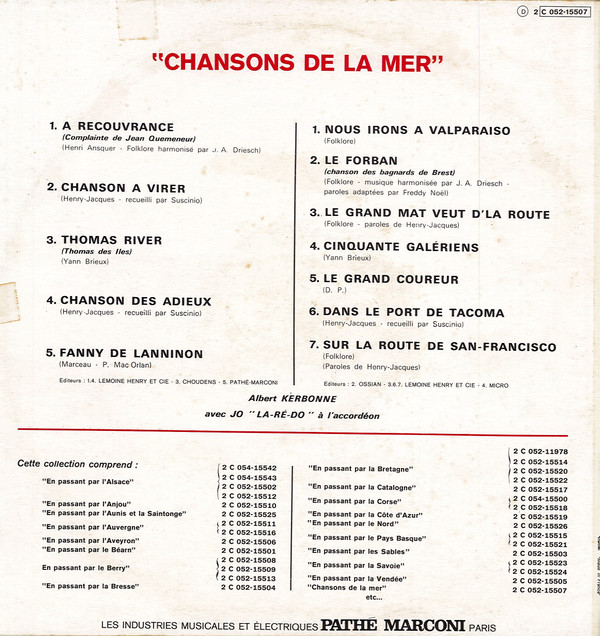 D 2 C 052-15507
"CHANSONS DE LA MER"
1. A RECOUVRANCE
(Complainte de Jean Quemeneur)
(Henri Ansquer - Folklore harmonisé par J. A. Driesch)
2. CHANSON A VIRER
(Henry-Jacques - recueilli par Suscinio)
3. THOMAS RIVER
(Thomas des Iles)
(Yann Brieux)
4. CHANSON DES ADIEUX
(Henry-Jacques - recueilli par Suscinio)
5. FANNY DE LANNINON
(Marceau - P. Mac Orlan)
Editeurs : 1.4. LEMOINE HENRY ET CIE - 3. CHOUDENS - 5. PATHÉ-MARCONI
1. NOUS IRONS A VALPARAISO
(Folklore)
2. LE FORBAN
(chanson des bagnards de Brest)
(Folklore - musique harmonisée par J. A. Driesch -
paroles adaptées par Freddy Noël)
3. LE GRAND MAT VEUT D'LA ROUTE
(Folklore - paroles de Henry-Jacques)
4. CINQUANTE GALÉRIENS
(Yann Brieux)
5. LE GRAND COUREUR
(D. P.)
6. DANS LE PORT DE TACOMA
(Henry-Jacques - recueilli par Suscinio)
7. SUR LA ROUTE DE SAN-FRANCISCO
(Folklore)
(Paroles de Henry-Jacques)
Editeurs : 2. OSSIAN - 3.6.7. LEMOINE HENRY ET CIE - 4. MICRO
Albert KERBONNE
avec JO "LA-RÉ-DO" à l'accordéon
Cette collection comprend :
2 C 054-15542
"En passant par l'Alsace" 2 C 054-15543
2 C 052-15502
2 C 052-15512
"En passant par l'Anjou" 2 C 052-15510
"En passant par l'Aunis et la Saintonge" 2 C 052-15525
"En passant par l'Auvergne" 2 C 052-15511
2 C 052-15516
"En passant par l'Aveyron" 2 C 052-15506
"En passant par le Béarn" 2 C 052-15501
2 C 052-15508
En passant par le Berry" 2 C 052-15509
2 C 052-15513
"En passant par la Bresse" 2 C 052-15504
2 C 052-11978
2 C 052-15514
"En passant par la Bretagne" 2 C 052-15520
2 C 052-15522
"En passant par la Catalogne" 2 C 052-15517
"En passant par la Corse" 2 C 054-15500
2 C 052-15518
"En passant par la Côte d'Azur" 2 C 052-15519
"En passant par le Nord" 2 C 052-15526
"En passant par le Pays Basque" 2 C 052-15515
2 C 052-15521
"En passant par les Sables" 2 C 052-15503
"En passant par la Savoie" 2 C 052-15523
2 C 052-15524
"En passant par la Vendée" 2 C 052-15505
"Chansons de la mer" 2 C 052-15507
etc...
LES INDUSTRIES MUSICALES ET ÉLECTRIQUES PATHÉ MARCONI PARIS